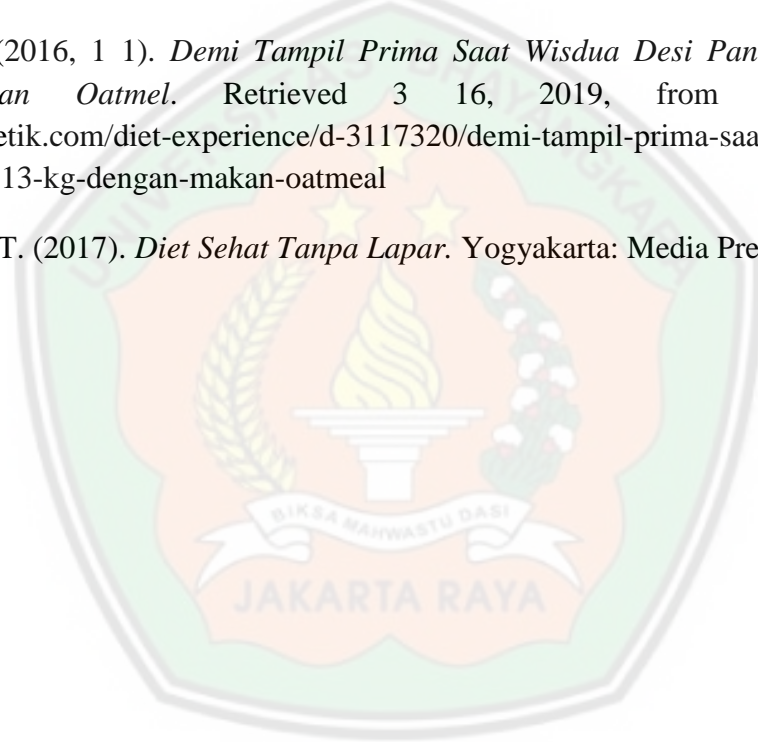 (2016, 1 1). Demi Tampil Prima Saat Wisdua Desi Pan
an Oatmel. Retrieved 3 16, 2019, from
etik.com/diet-experience/d-3117320/demi-tampil-prima-saa
13-kg-dengan-makan-oatmeal
T. (2017). Diet Sehat Tanpa Lapar. Yogyakarta: Media Pre
UNIVERSITAS BHAYANGKARA
BIKSA MAHWASTU DASI
JAKARTA RAYA